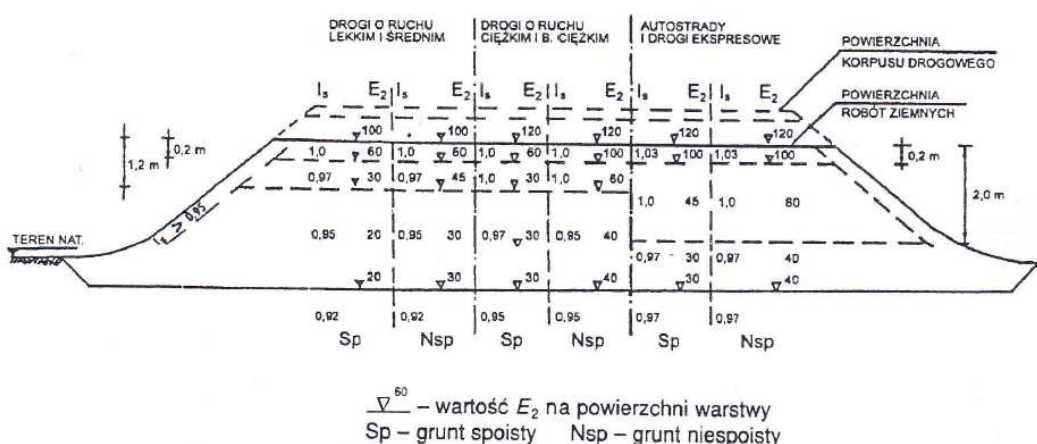 DROGI O RUCHU LEKKIM I ŚREDNIM
DROGI O RUCHU CIĘŻKIM I B. CIĘŻKIM
AUTOSTRADY I DROGI EKSPRESOWE
POWIERZCHNIA KORPUSU DROGOWEGO
POWIERZCHNIA ROBÓT ZIEMNYCH
Is E2 Is E2 Is E2 Is E2 Is E2 Is E2
100 100 120 120 120 120
1,0 60 1,0 60 1,0 60 1,0 100 1,03 100 1,03 100
0,2 m 0,2 m
1,2 m
0,97 30 0,97 45 1,0 30 1,0 60
1,0 45 1,0 60
2,0 m
Is ≥ 0,95
TEREN NAT.
0,95 20 0,95 30 0,97 30 0,95 40
0,97 30 0,97 40
20 30 30 40 30 40
0,92 0,92 0,95 0,95 0,97 0,97
Sp Nsp Sp Nsp Sp Nsp
60 – wartość E2 na powierzchni warstwy
Sp – grunt spoisty Nsp – grunt niespoisty